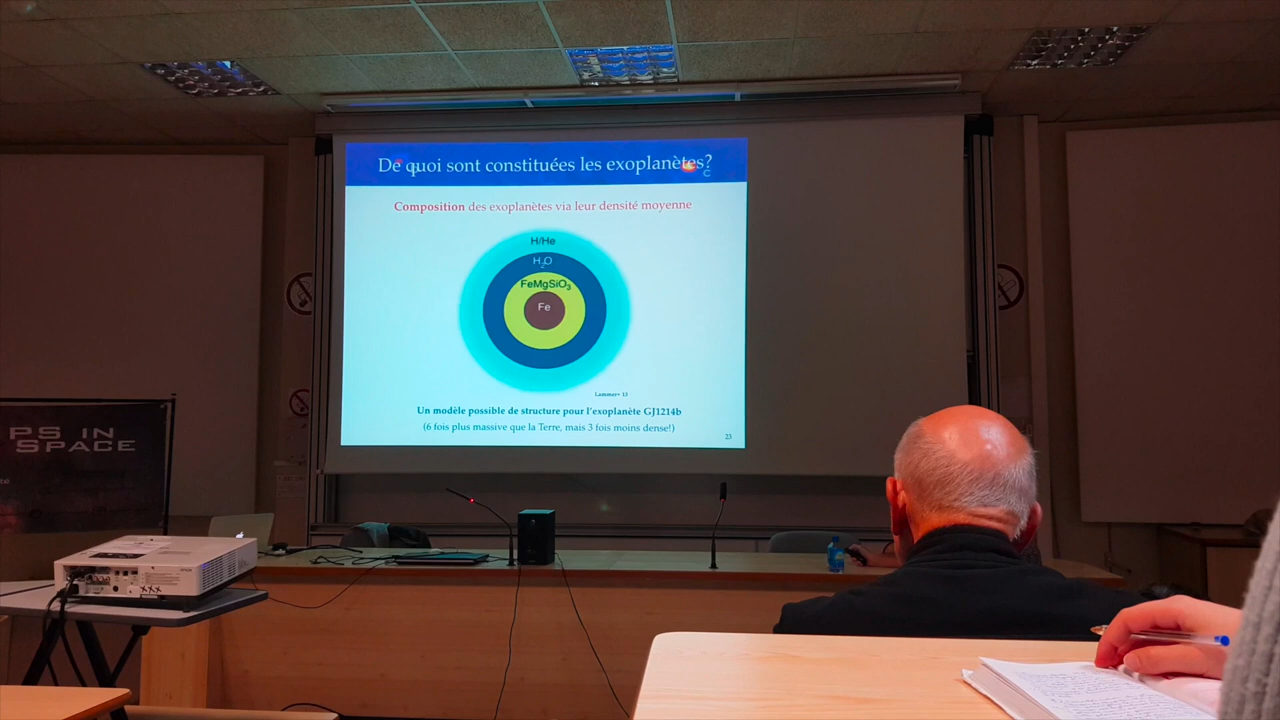 De quoi sont constituées les exoplanètes?
Composition des exoplanètes via leur densité moyenne
H/He
H₂O
FeMgSiO₃
Fe
Lammer+ 13
Un modèle possible de structure pour l'exoplanète GJ1214b
(6 fois plus massive que la Terre, mais 3 fois moins dense!)
23
PS IN
SPACE